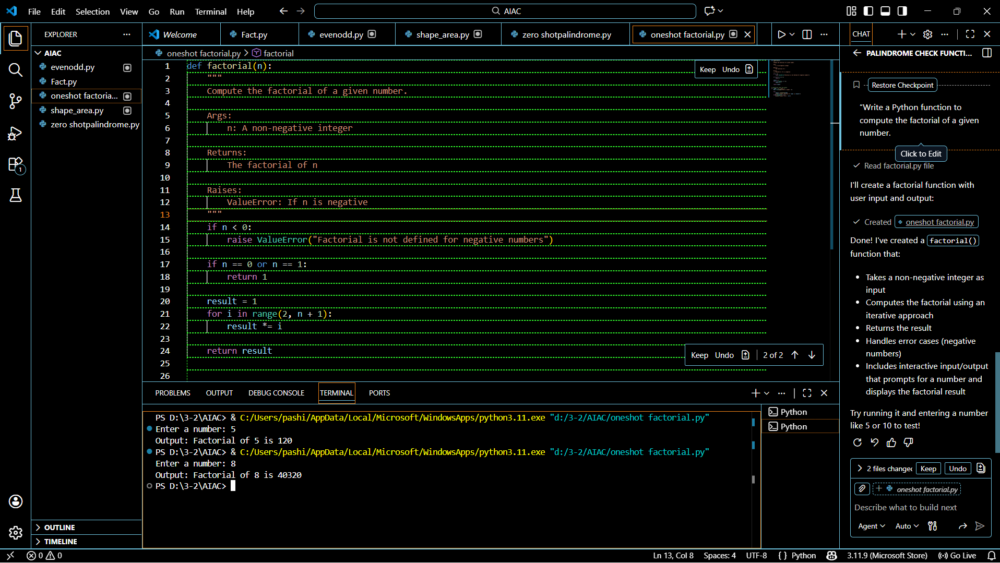 File Edit Selection View Go Run Terminal Help
AIAC
EXPLORER
AIAC
evenodd.py
Fact.py
oneshot factoria...
shape_area.py
zero shotpalindrome.py
OUTLINE
TIMELINE
1
Welcome
Fact.py
evenodd.py
shape_area.py
zero shotpalindrome.py
oneshot factorial.py
oneshot factorial.py > factorial
1 def factorial(n):
2 """
3 Compute the factorial of a given number.
4
5 Args:
6 n: A non-negative integer
7
8 Returns:
9 The factorial of n
10
11 Raises:
12 ValueError: If n is negative
13 """
14 if n < 0:
15 raise ValueError("Factorial is not defined for negative numbers")
16
17 if n == 0 or n == 1:
18 return 1
19
20 result = 1
21 for i in range(2, n + 1):
22 result *= i
23
24 return result
25
26
Keep Undo
Keep Undo 2 of 2
PROBLEMS OUTPUT DEBUG CONSOLE TERMINAL PORTS
PS D:\3-2\AIAC> & C:/Users/pashi/AppData/Local/Microsoft/WindowsApps/python3.11.exe "d:/3-2/AIAC/oneshot factorial.py"
Enter a number: 5
Output: Factorial of 5 is 120
PS D:\3-2\AIAC> & C:/Users/pashi/AppData/Local/Microsoft/WindowsApps/python3.11.exe "d:/3-2/AIAC/oneshot factorial.py"
Enter a number: 8
Output: Factorial of 8 is 40320
PS D:\3-2\AIAC>
Python
Python
CHAT
PALINDROME CHECK FUNCTI...
Restore Checkpoint
“Write a Python function to
compute the factorial of a given
number.
Click to Edit
Read factorial.py file
I'll create a factorial function with
user input and output:
Created oneshot factorial.py
Done! I've created a factorial()
function that:
• Takes a non-negative integer as
input
• Computes the factorial using an
iterative approach
• Returns the result
• Handles error cases (negative
numbers)
• Includes interactive input/output
that prompts for a number and
displays the factorial result
Try running it and entering a number
like 5 or 10 to test!
2 files changed Keep Undo
oneshot factorial.py
Describe what to build next
Agent Auto
0 0
Ln 13, Col 8 Spaces: 4 UTF-8 {} Python 3.11.9 (Microsoft Store) Go Live